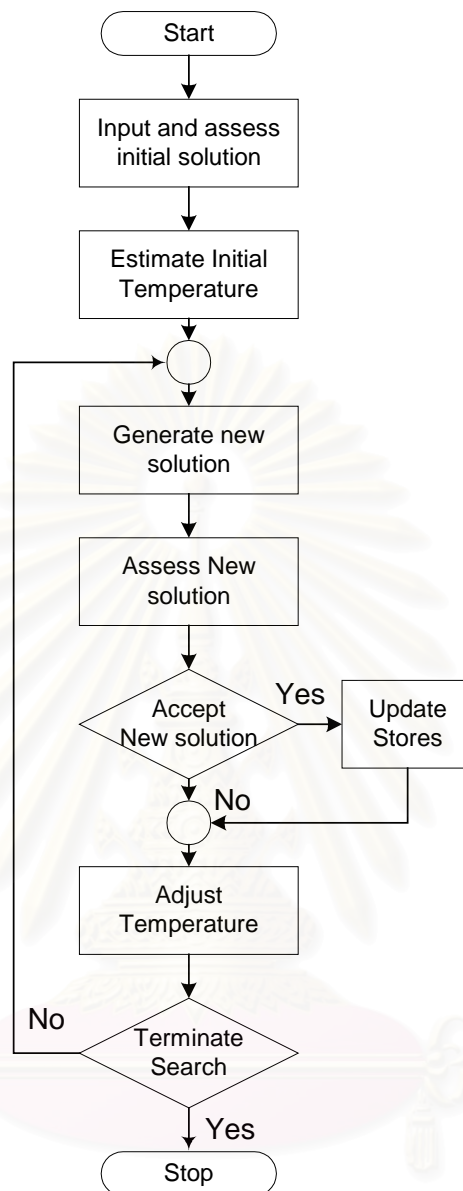 Start
Input and assess
initial solution
Estimate Initial
Temperature
Generate new
solution
Assess New
solution
Accept
New solution
Yes
Update
Stores
No
Adjust
Temperature
No
Terminate
Search
Yes
Stop